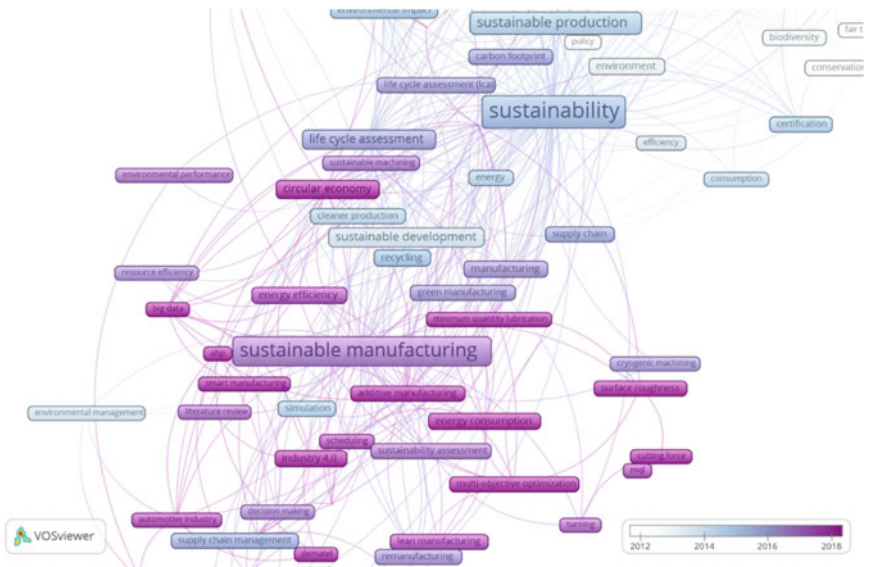 environmental impact
sustainable production
fair t
policy
biodiversity
carbon footprint
environment
conservation
life cycle assessment (lca)
sustainability
certification
life cycle assessment
efficiency
sustainable machining
environmental performance
energy
consumption
circular economy
cleaner production
sustainable development
supply chain
recycling
resource efficiency
manufacturing
energy efficiency
green manufacturing
big data
minimum quantity lubrication
sustainable manufacturing
ahp
cryogenic machining
smart manufacturing
surface roughness
additive manufacturing
environmental management
literature review
simulation
energy consumption
scheduling
sustainability assessment
industry 4.0
cutting force
mql
multi-objective optimization
decision making
automotive industry
turning
VOSviewer
supply chain management
lean manufacturing
dematel
remanufacturing
2012 2014 2016 2018